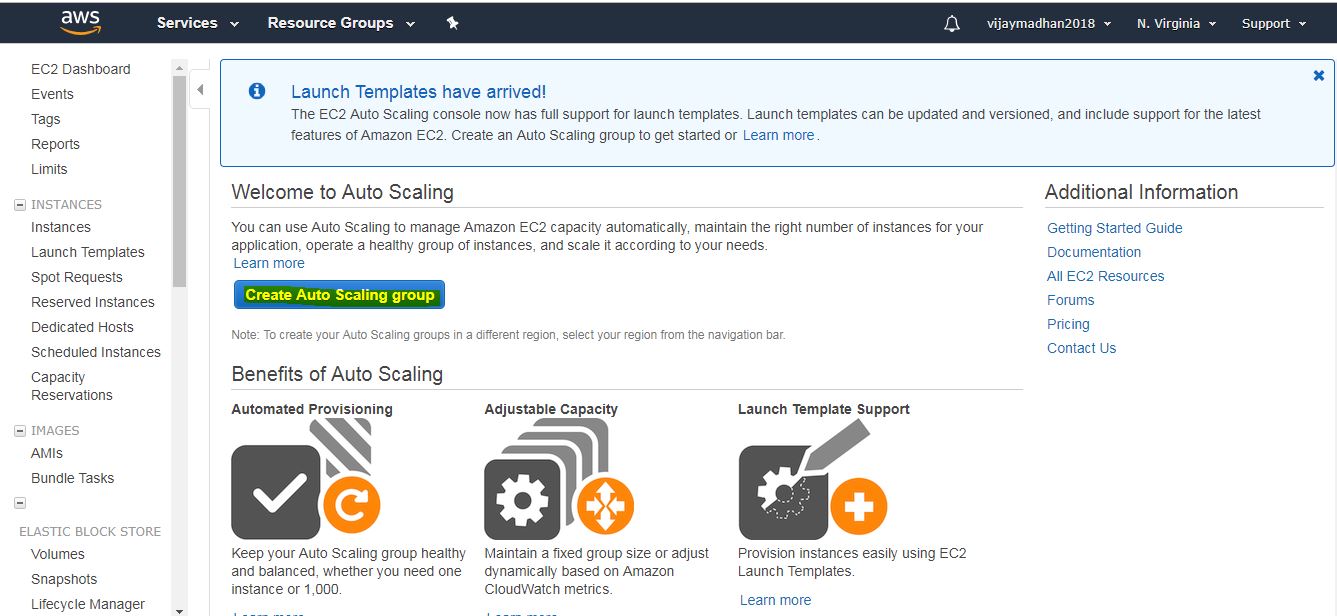 aws Services Resource Groups vijaymadhan2018 N. Virginia Support
EC2 Dashboard
Events
Tags
Reports
Limits
INSTANCES
Instances
Launch Templates
Spot Requests
Reserved Instances
Dedicated Hosts
Scheduled Instances
Capacity
Reservations
IMAGES
AMIs
Bundle Tasks
ELASTIC BLOCK STORE
Volumes
Snapshots
Lifecycle Manager
Launch Templates have arrived!
The EC2 Auto Scaling console now has full support for launch templates. Launch templates can be updated and versioned, and include support for the latest
features of Amazon EC2. Create an Auto Scaling group to get started or Learn more.
Welcome to Auto Scaling
You can use Auto Scaling to manage Amazon EC2 capacity automatically, maintain the right number of instances for your
application, operate a healthy group of instances, and scale it according to your needs.
Learn more
Create Auto Scaling group
Note: To create your Auto Scaling groups in a different region, select your region from the navigation bar.
Benefits of Auto Scaling
Automated Provisioning
Keep your Auto Scaling group healthy
and balanced, whether you need one
instance or 1,000.
Learn more
Adjustable Capacity
Maintain a fixed group size or adjust
dynamically based on Amazon
CloudWatch metrics.
Learn more
Launch Template Support
Provision instances easily using EC2
Launch Templates.
Learn more
Additional Information
Getting Started Guide
Documentation
All EC2 Resources
Forums
Pricing
Contact Us